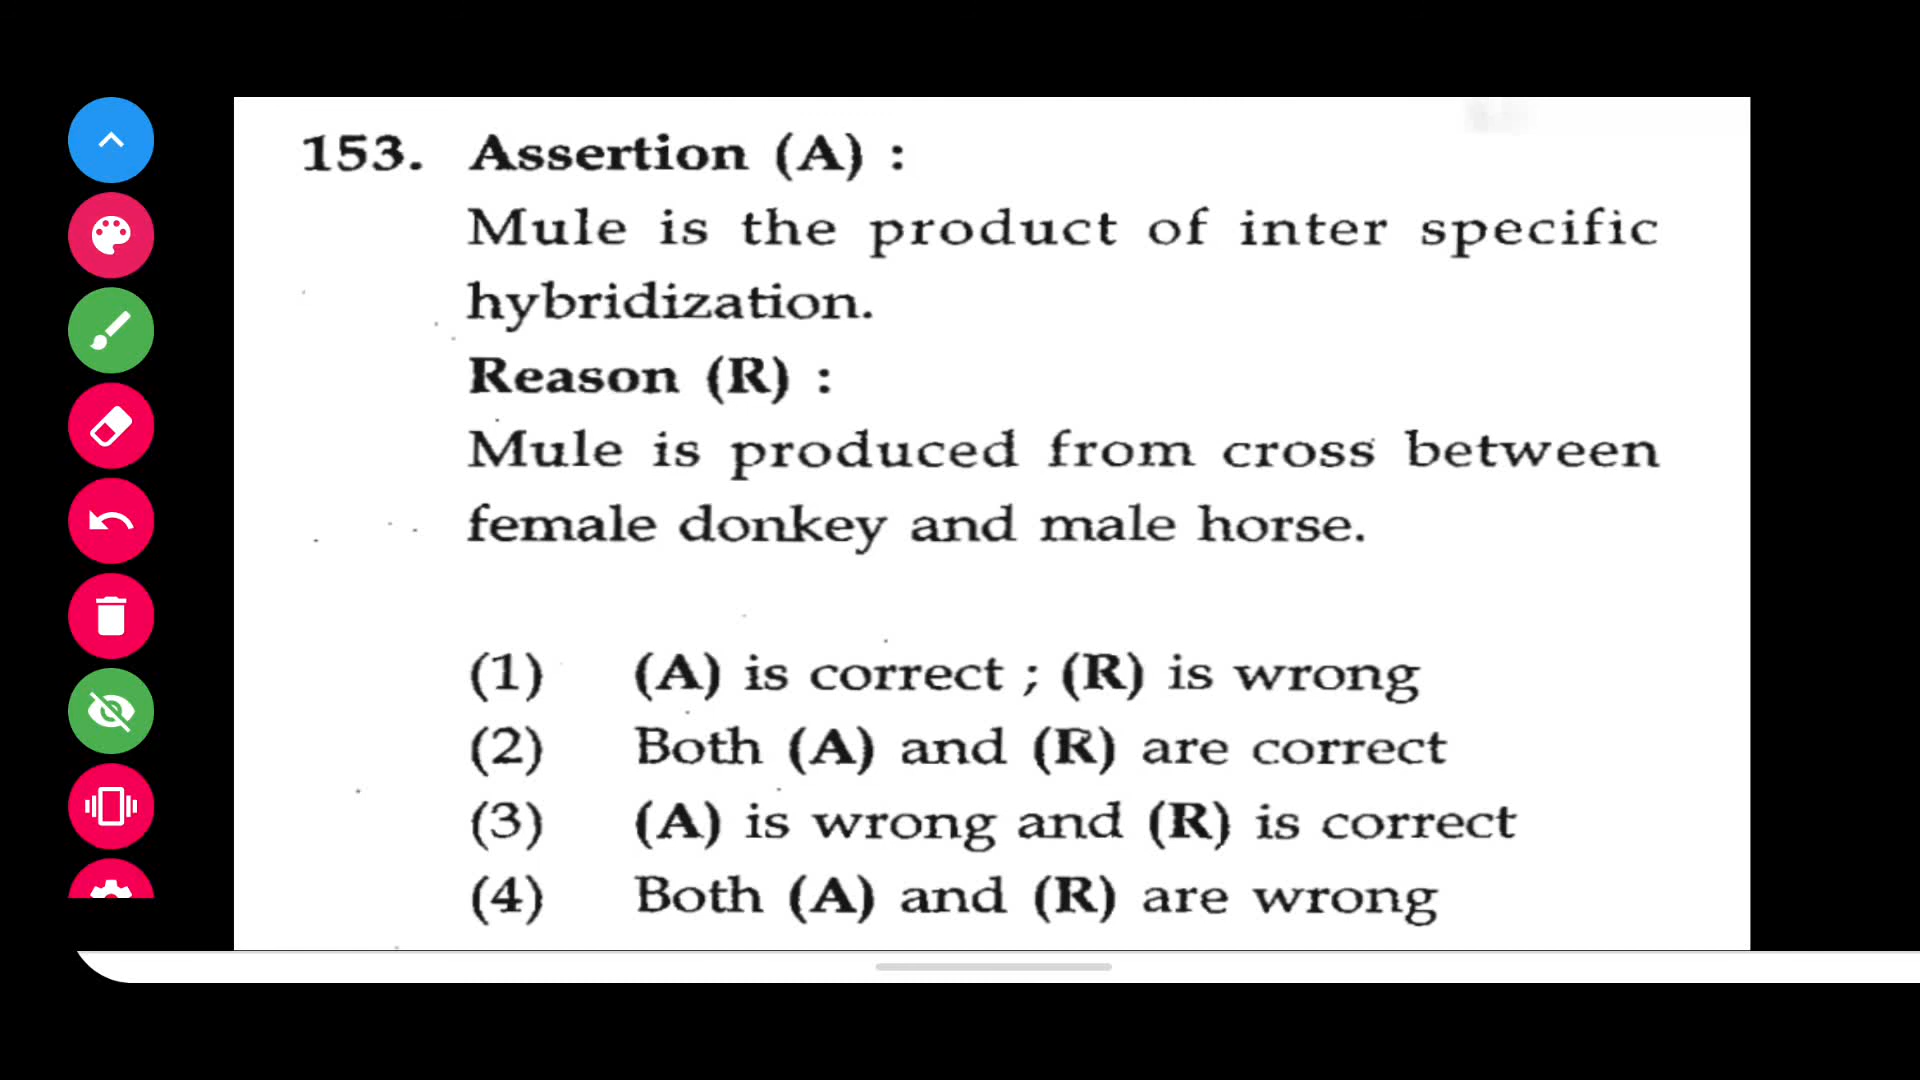 153. Assertion (A) :
Mule is the product of inter specific
hybridization.
Reason (R) :
Mule is produced from cross between
female donkey and male horse.
(1) (A) is correct ; (R) is wrong
(2) Both (A) and (R) are correct
(3) (A) is wrong and (R) is correct
(4) Both (A) and (R) are wrong